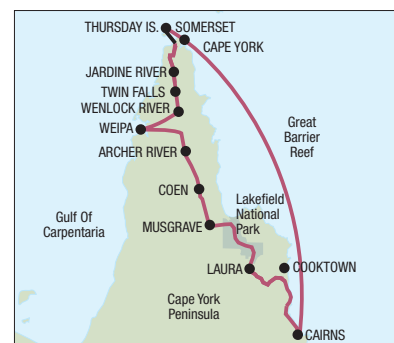 THURSDAY IS.
SOMERSET
CAPE YORK
JARDINE RIVER
TWIN FALLS
WENLOCK RIVER
WEIPA
Great
Barrier
Reef
ARCHER RIVER
COEN
Lakefield
National
Park
Gulf Of
Carpentaria
MUSGRAVE
LAURA
COOKTOWN
Cape York
Peninsula
CAIRNS